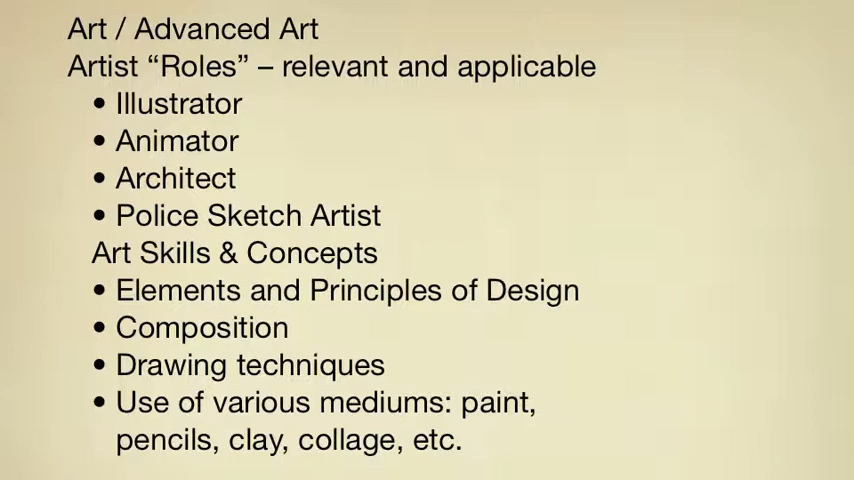 Art / Advanced Art
Artist “Roles” – relevant and applicable
• Illustrator
• Animator
• Architect
• Police Sketch Artist
Art Skills & Concepts
• Elements and Principles of Design
• Composition
• Drawing techniques
• Use of various mediums: paint,
pencils, clay, collage, etc.